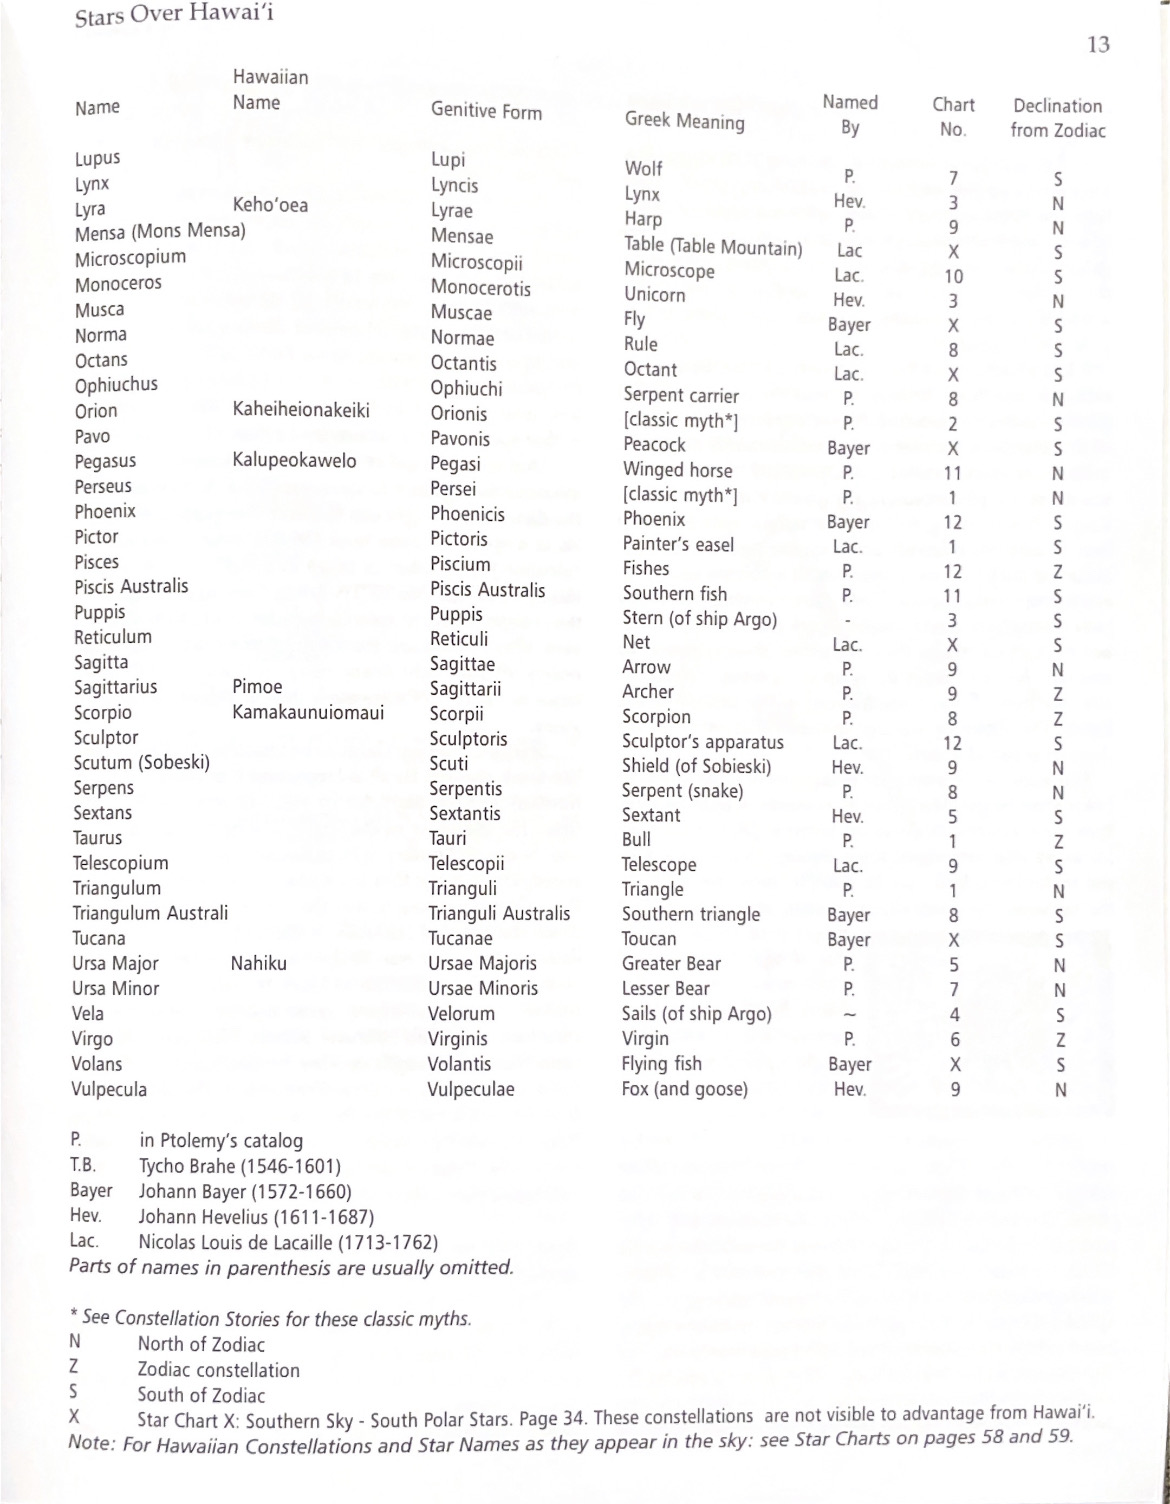 Stars Over Hawai'i
13
Hawaiian
Name Name Genitive Form Greek Meaning Named By Chart No. Declination from Zodiac
Lupus Lupi Wolf P. 7 S
Lynx Lyncis Lynx Hev. 3 N
Lyra Keho'oea Lyrae Harp P. 9 N
Mensa (Mons Mensa) Mensae Table (Table Mountain) Lac X S
Microscopium Microscopii Microscope Lac. 10 S
Monoceros Monocerotis Unicorn Hev. 3 N
Musca Muscae Fly Bayer X S
Norma Normae Rule Lac. 8 S
Octans Octantis Octant Lac. X S
Ophiuchus Ophiuchi Serpent carrier P. 8 N
Orion Kaheiheionakeiki Orionis [classic myth*] P. 2 S
Pavo Pavonis Peacock Bayer X S
Pegasus Kalupeokawelo Pegasi Winged horse P. 11 N
Perseus Persei [classic myth*] P. 1 N
Phoenix Phoenicis Phoenix Bayer 12 S
Pictor Pictoris Painter's easel Lac. 1 S
Pisces Piscium Fishes P. 12 Z
Piscis Australis Piscis Australis Southern fish P. 11 S
Puppis Puppis Stern (of ship Argo) - 3 S
Reticulum Reticuli Net Lac. X S
Sagitta Sagittae Arrow P. 9 N
Sagittarius Pimoe Sagittarii Archer P. 9 Z
Scorpio Kamakaunuiomaui Scorpii Scorpion P. 8 Z
Sculptor Sculptoris Sculptor's apparatus Lac. 12 S
Scutum (Sobeski) Scuti Shield (of Sobieski) Hev. 9 N
Serpens Serpentis Serpent (snake) P. 8 N
Sextans Sextantis Sextant Hev. 5 S
Taurus Tauri Bull P. 1 Z
Telescopium Telescopii Telescope Lac. 9 S
Triangulum Trianguli Triangle P. 1 N
Triangulum Australi Trianguli Australis Southern triangle Bayer 8 S
Tucana Tucanae Toucan Bayer X S
Ursa Major Nahiku Ursae Majoris Greater Bear P. 5 N
Ursa Minor Ursae Minoris Lesser Bear P. 7 N
Vela Velorum Sails (of ship Argo) ~ 4 S
Virgo Virginis Virgin P. 6 Z
Volans Volantis Flying fish Bayer X S
Vulpecula Vulpeculae Fox (and goose) Hev. 9 N
P. in Ptolemy's catalog
T.B. Tycho Brahe (1546-1601)
Bayer Johann Bayer (1572-1660)
Hev. Johann Hevelius (1611-1687)
Lac. Nicolas Louis de Lacaille (1713-1762)
Parts of names in parenthesis are usually omitted.
* See Constellation Stories for these classic myths.
N North of Zodiac
Z Zodiac constellation
S South of Zodiac
X Star Chart X: Southern Sky - South Polar Stars. Page 34. These constellations are not visible to advantage from Hawai'i.
Note: For Hawaiian Constellations and Star Names as they appear in the sky: see Star Charts on pages 58 and 59.